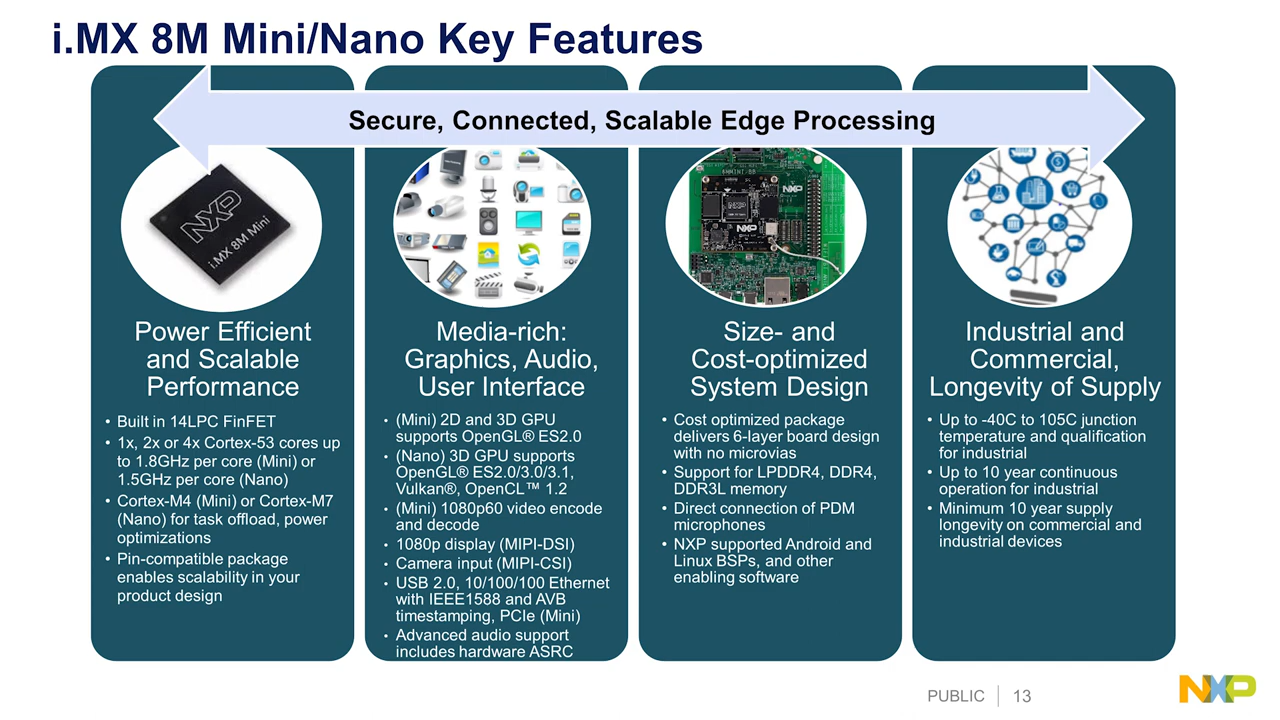 i.MX 8M Mini/Nano Key Features
Secure, Connected, Scalable Edge Processing
NXP
i.MX 8M Mini
Power Efficient
and Scalable
Performance
• Built in 14LPC FinFET
• 1x, 2x or 4x Cortex-53 cores up
to 1.8GHz per core (Mini) or
1.5GHz per core (Nano)
• Cortex-M4 (Mini) or Cortex-M7
(Nano) for task offload, power
optimizations
• Pin-compatible package
enables scalability in your
product design
Media-rich:
Graphics, Audio,
User Interface
• (Mini) 2D and 3D GPU
supports OpenGL® ES2.0
• (Nano) 3D GPU supports
OpenGL® ES2.0/3.0/3.1,
Vulkan®, OpenCL™ 1.2
• (Mini) 1080p60 video encode
and decode
• 1080p display (MIPI-DSI)
• Camera input (MIPI-CSI)
• USB 2.0, 10/100/100 Ethernet
with IEEE1588 and AVB
timestamping, PCIe (Mini)
• Advanced audio support
includes hardware ASRC
8MMINI-BB
NXP
NXP
Size- and
Cost-optimized
System Design
• Cost optimized package
delivers 6-layer board design
with no microvias
• Support for LPDDR4, DDR4,
DDR3L memory
• Direct connection of PDM
microphones
• NXP supported Android and
Linux BSPs, and other
enabling software
Industrial and
Commercial,
Longevity of Supply
• Up to -40C to 105C junction
temperature and qualification
for industrial
• Up to 10 year continuous
operation for industrial
• Minimum 10 year supply
longevity on commercial and
industrial devices
PUBLIC
13
NXP